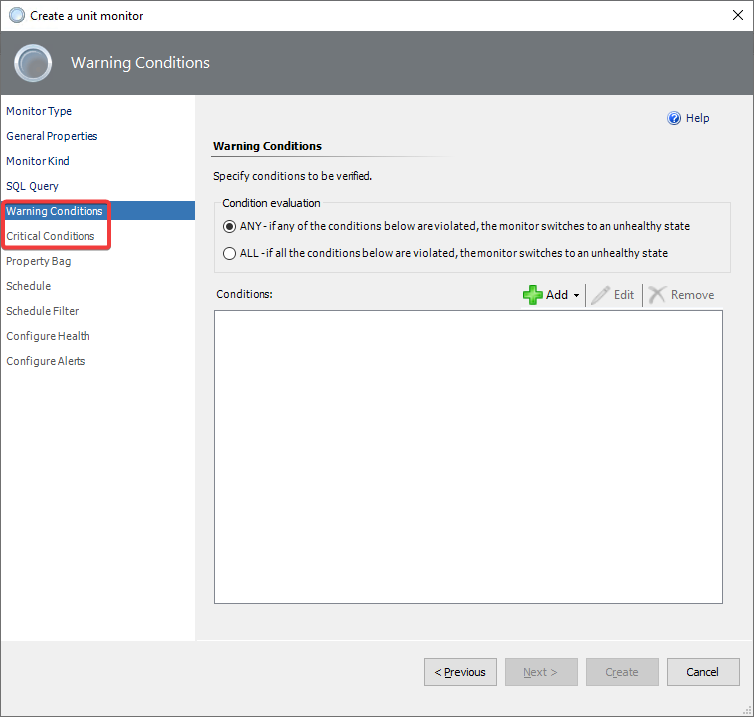 Create a unit monitor
Warning Conditions
Monitor Type
General Properties
Monitor Kind
SQL Query
Warning Conditions
Critical Conditions
Property Bag
Schedule
Schedule Filter
Configure Health
Configure Alerts
Help
Warning Conditions
Specify conditions to be verified.
Condition evaluation
ANY - if any of the conditions below are violated, the monitor switches to an unhealthy state
ALL - if all the conditions below are violated, the monitor switches to an unhealthy state
Conditions: Add Edit Remove
< Previous Next > Create Cancel